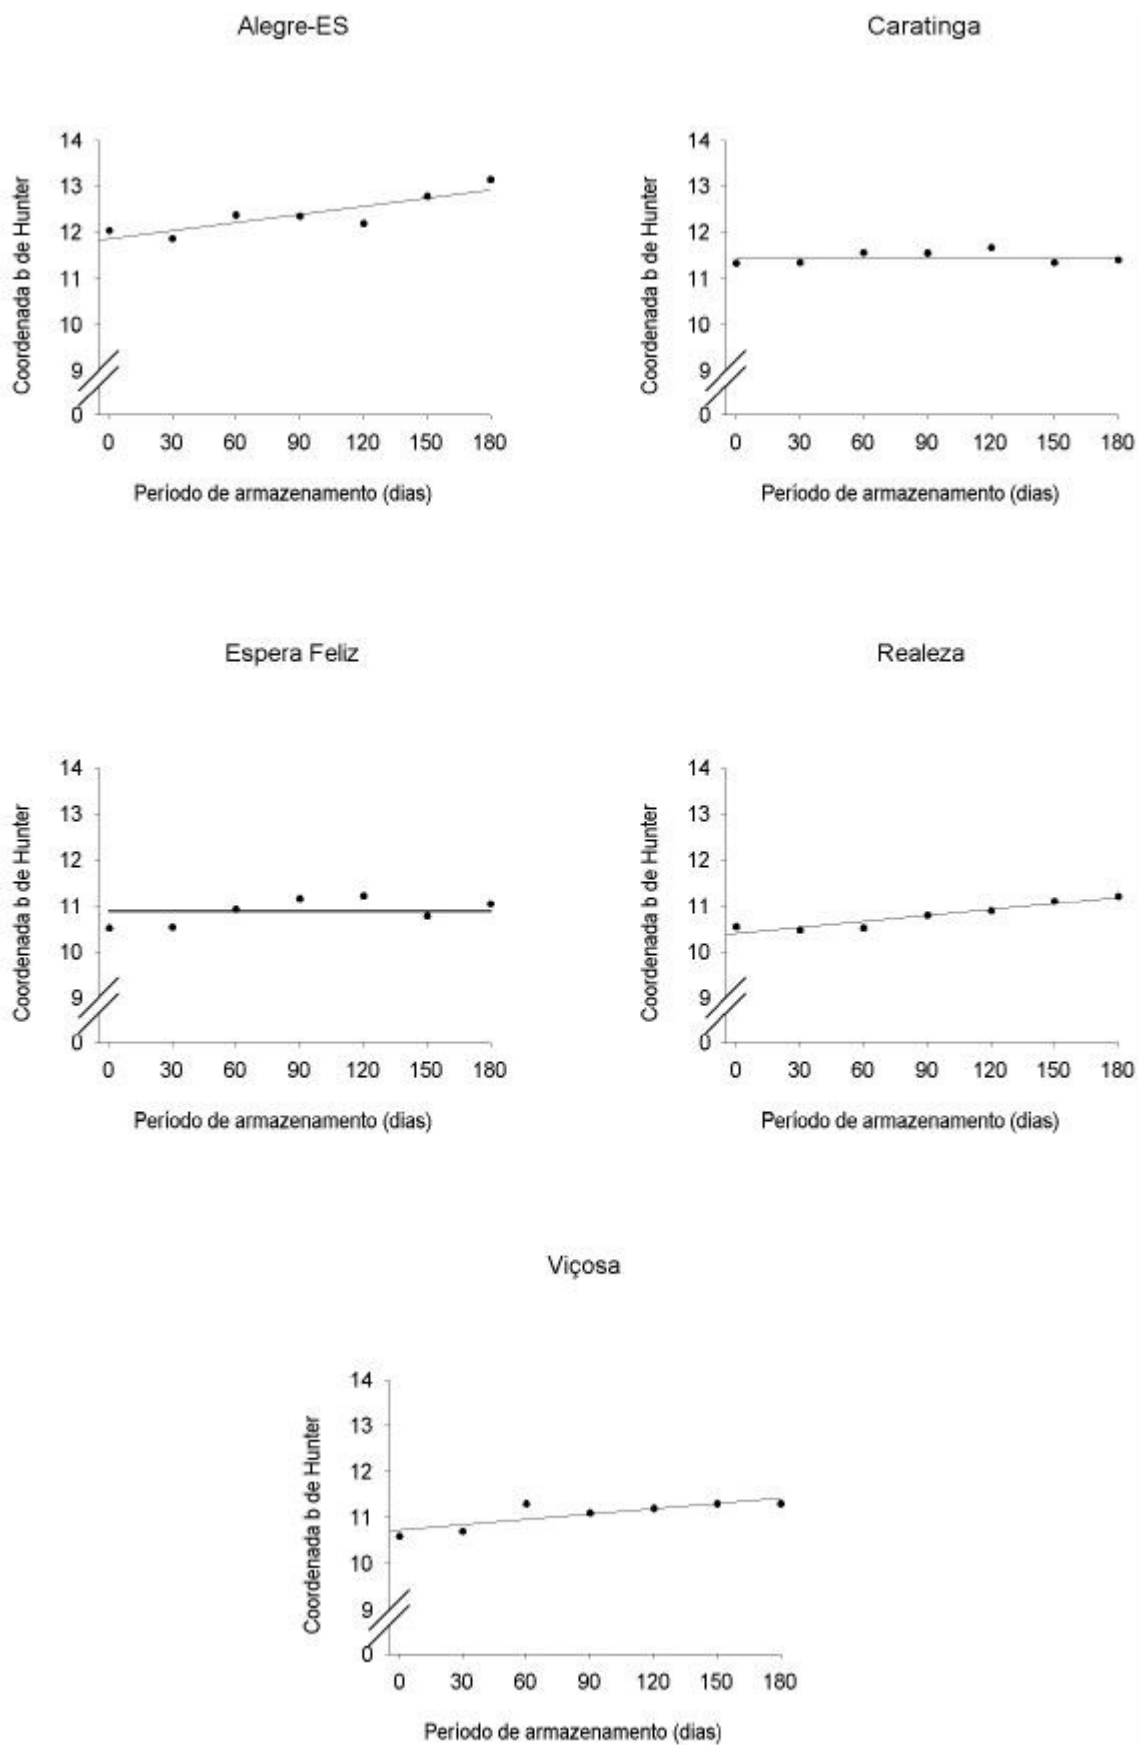 Alegre-ES
Coordenada b de Hunter
14
13
12
11
10
9
0
0 30 60 90 120 150 180
Período de armazenamento (dias)
Caratinga
Coordenada b de Hunter
14
13
12
11
10
9
0
0 30 60 90 120 150 180
Período de armazenamento (dias)
Espera Feliz
Coordenada b de Hunter
14
13
12
11
10
9
0
0 30 60 90 120 150 180
Período de armazenamento (dias)
Realeza
Coordenada b de Hunter
14
13
12
11
10
9
0
0 30 60 90 120 150 180
Período de armazenamento (dias)
Viçosa
Coordenada b de Hunter
14
13
12
11
10
9
0
0 30 60 90 120 150 180
Período de armazenamento (dias)